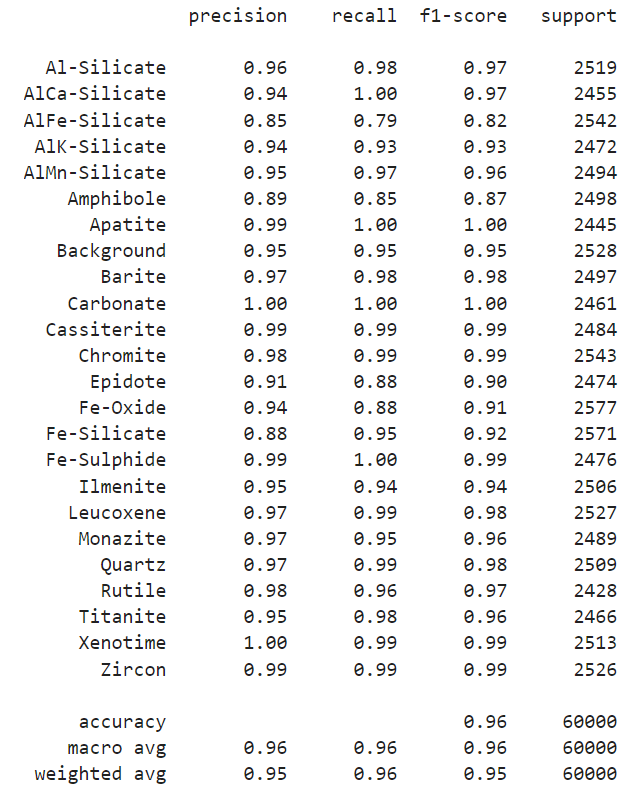 precision recall f1-score support
Al-Silicate 0.96 0.98 0.97 2519
AlCa-Silicate 0.94 1.00 0.97 2455
AlFe-Silicate 0.85 0.79 0.82 2542
AlK-Silicate 0.94 0.93 0.93 2472
AlMn-Silicate 0.95 0.97 0.96 2494
Amphibole 0.89 0.85 0.87 2498
Apatite 0.99 1.00 1.00 2445
Background 0.95 0.95 0.95 2528
Barite 0.97 0.98 0.98 2497
Carbonate 1.00 1.00 1.00 2461
Cassiterite 0.99 0.99 0.99 2484
Chromite 0.98 0.99 0.99 2543
Epidote 0.91 0.88 0.90 2474
Fe-Oxide 0.94 0.88 0.91 2577
Fe-Silicate 0.88 0.95 0.92 2571
Fe-Sulphide 0.99 1.00 0.99 2476
Ilmenite 0.95 0.94 0.94 2506
Leucoxene 0.97 0.99 0.98 2527
Monazite 0.97 0.95 0.96 2489
Quartz 0.97 0.99 0.98 2509
Rutile 0.98 0.96 0.97 2428
Titanite 0.95 0.98 0.96 2466
Xenotime 1.00 0.99 0.99 2513
Zircon 0.99 0.99 0.99 2526
accuracy 0.96 60000
macro avg 0.96 0.96 0.96 60000
weighted avg 0.95 0.96 0.95 60000